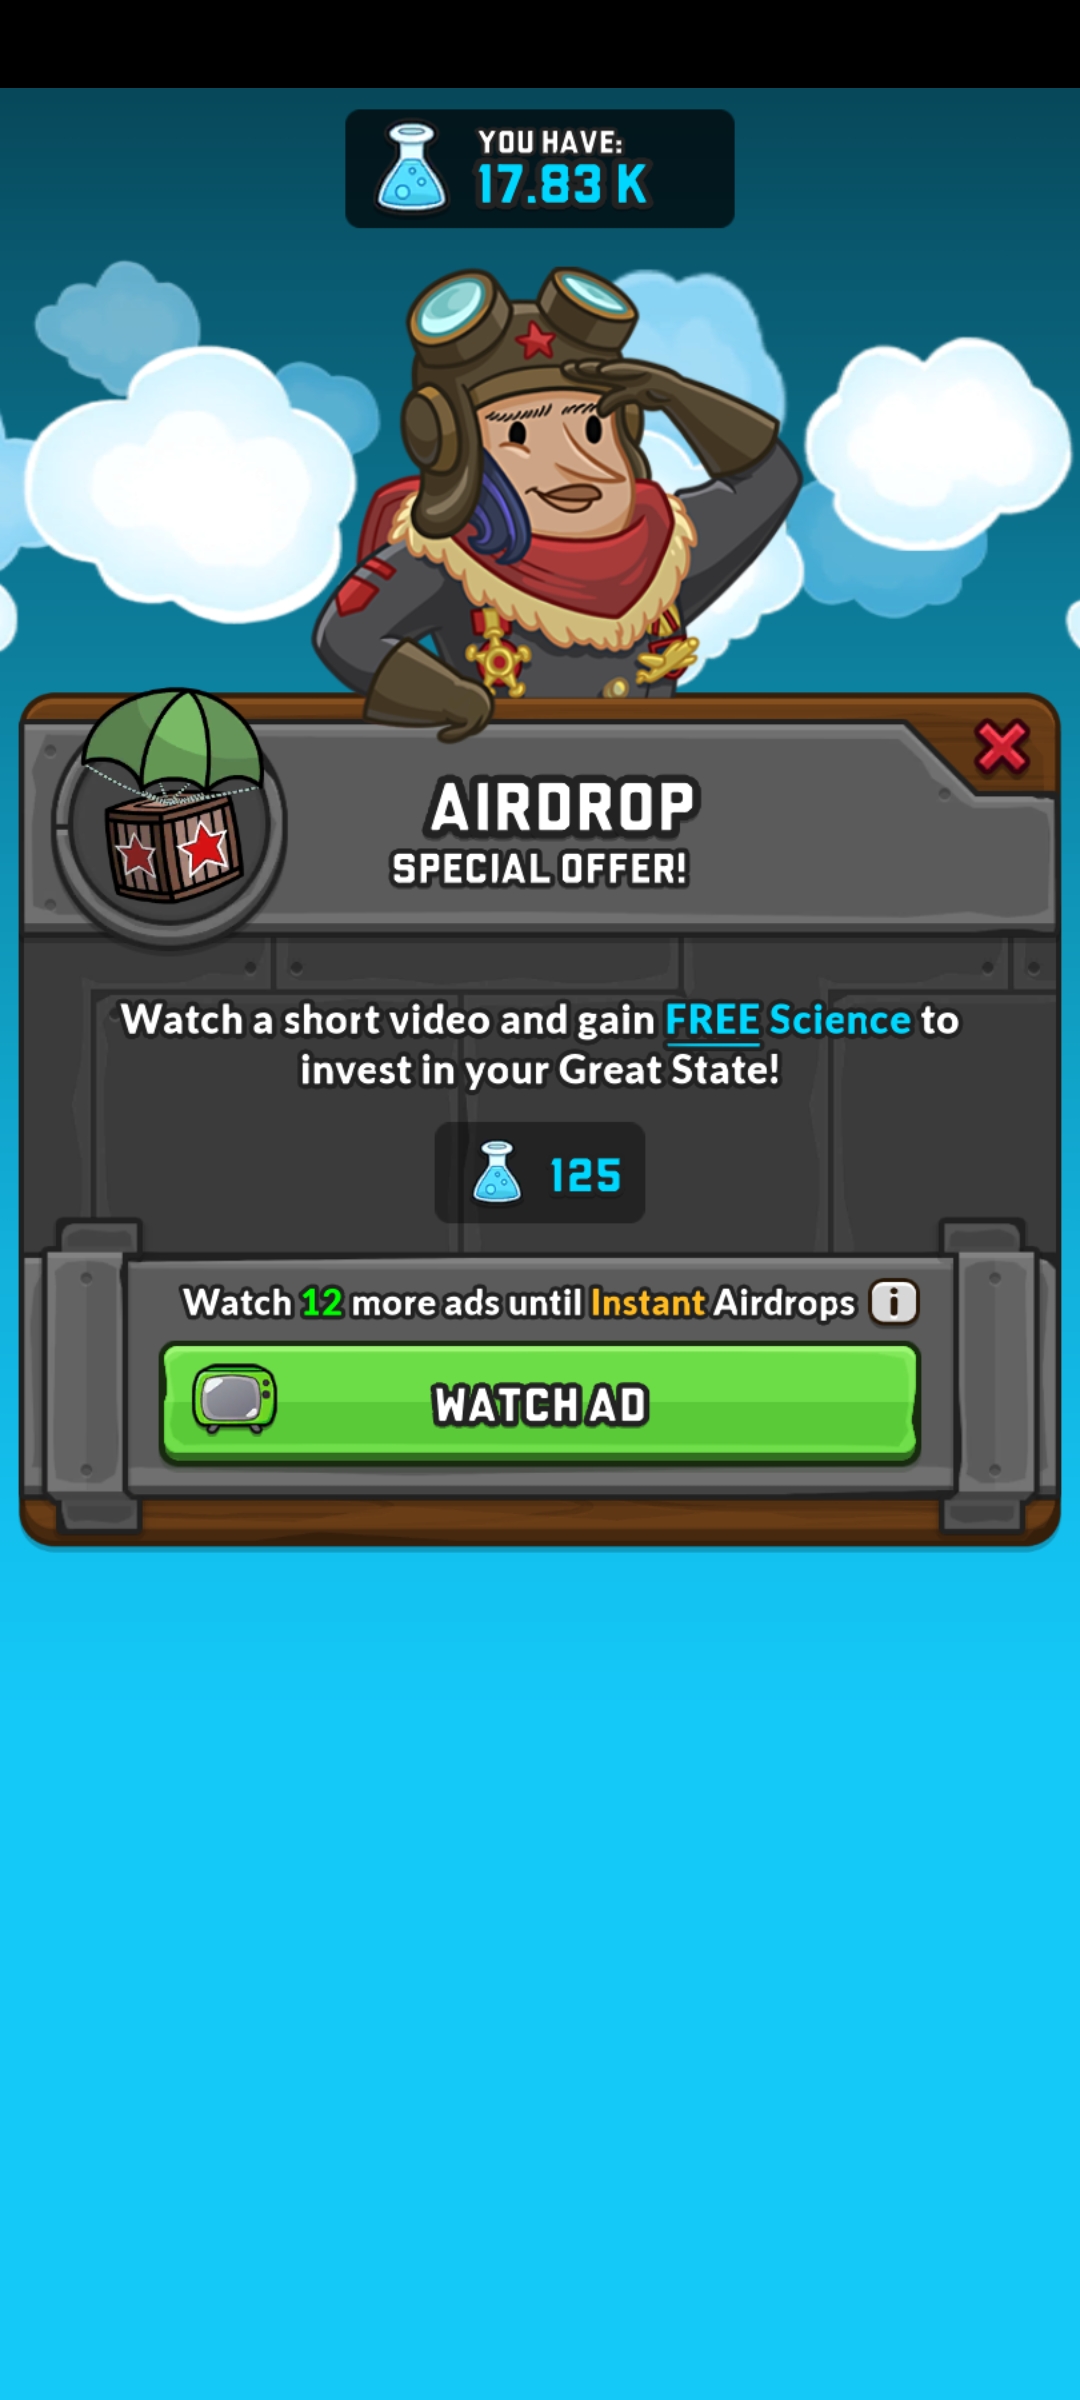 YOU HAVE:
17.83 K
AIRDROP
SPECIAL OFFER!
Watch a short video and gain FREE Science to
invest in your Great State!
125
Watch 12 more ads until Instant Airdrops i
WATCH AD